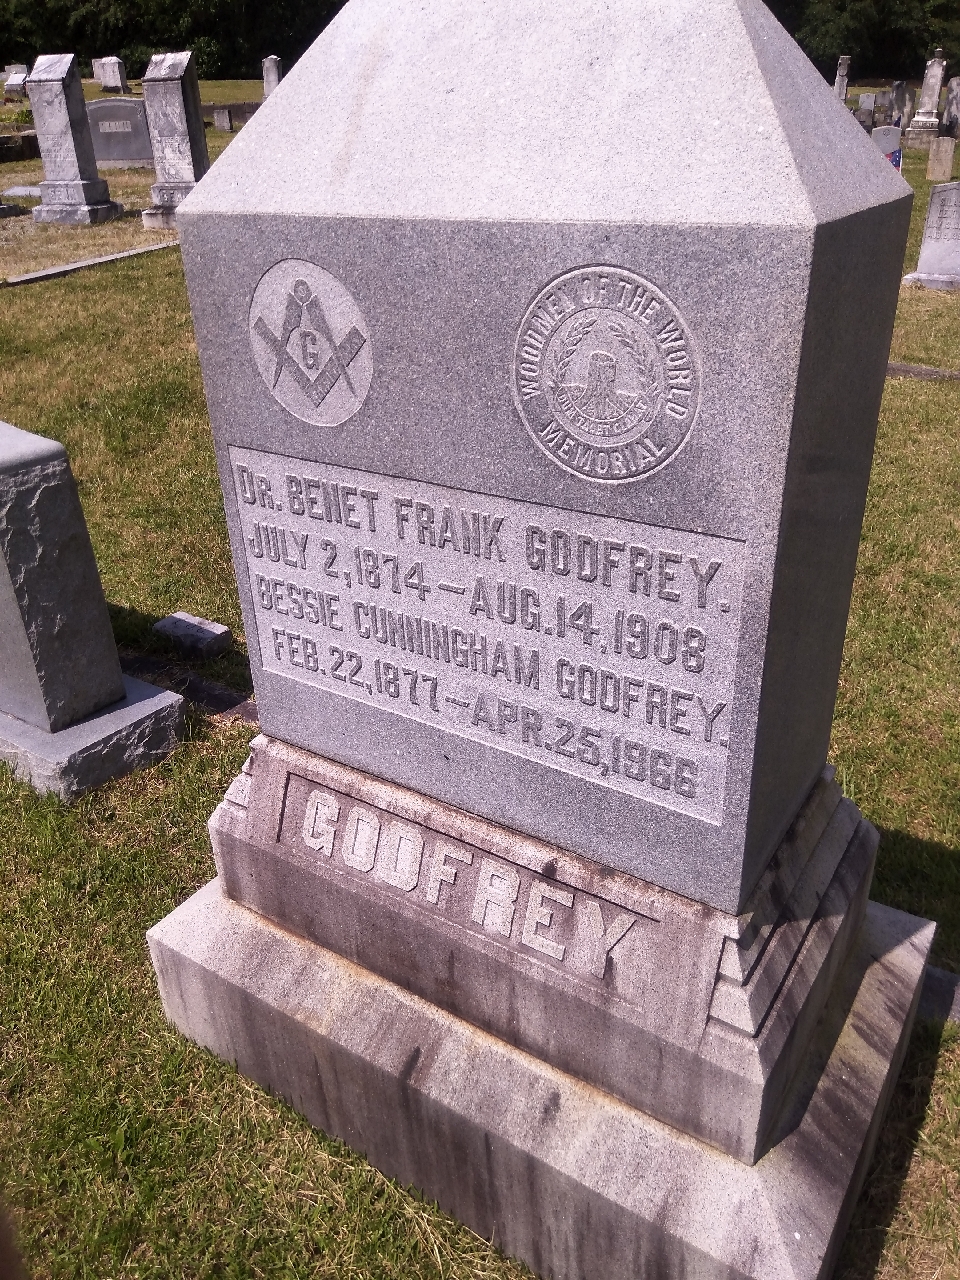 G
WOODMEN OF THE WORLD
MEMORIAL
DR. BENET FRANK GODFREY.
JULY 2, 1874 — AUG. 14, 1908
BESSIE CUNNINGHAM GODFREY.
FEB. 22, 1877 — APR. 25, 1966
GODFREY